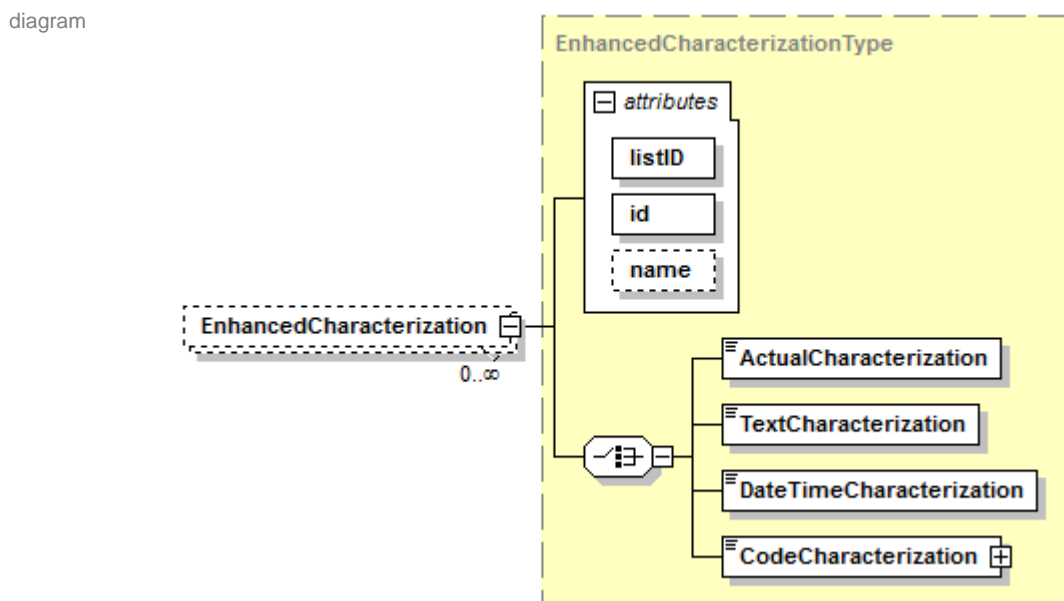 diagram
EnhancedCharacterizationType
attributes
listID
id
name
EnhancedCharacterization
0..∞
ActualCharacterization
TextCharacterization
DateTimeCharacterization
CodeCharacterization